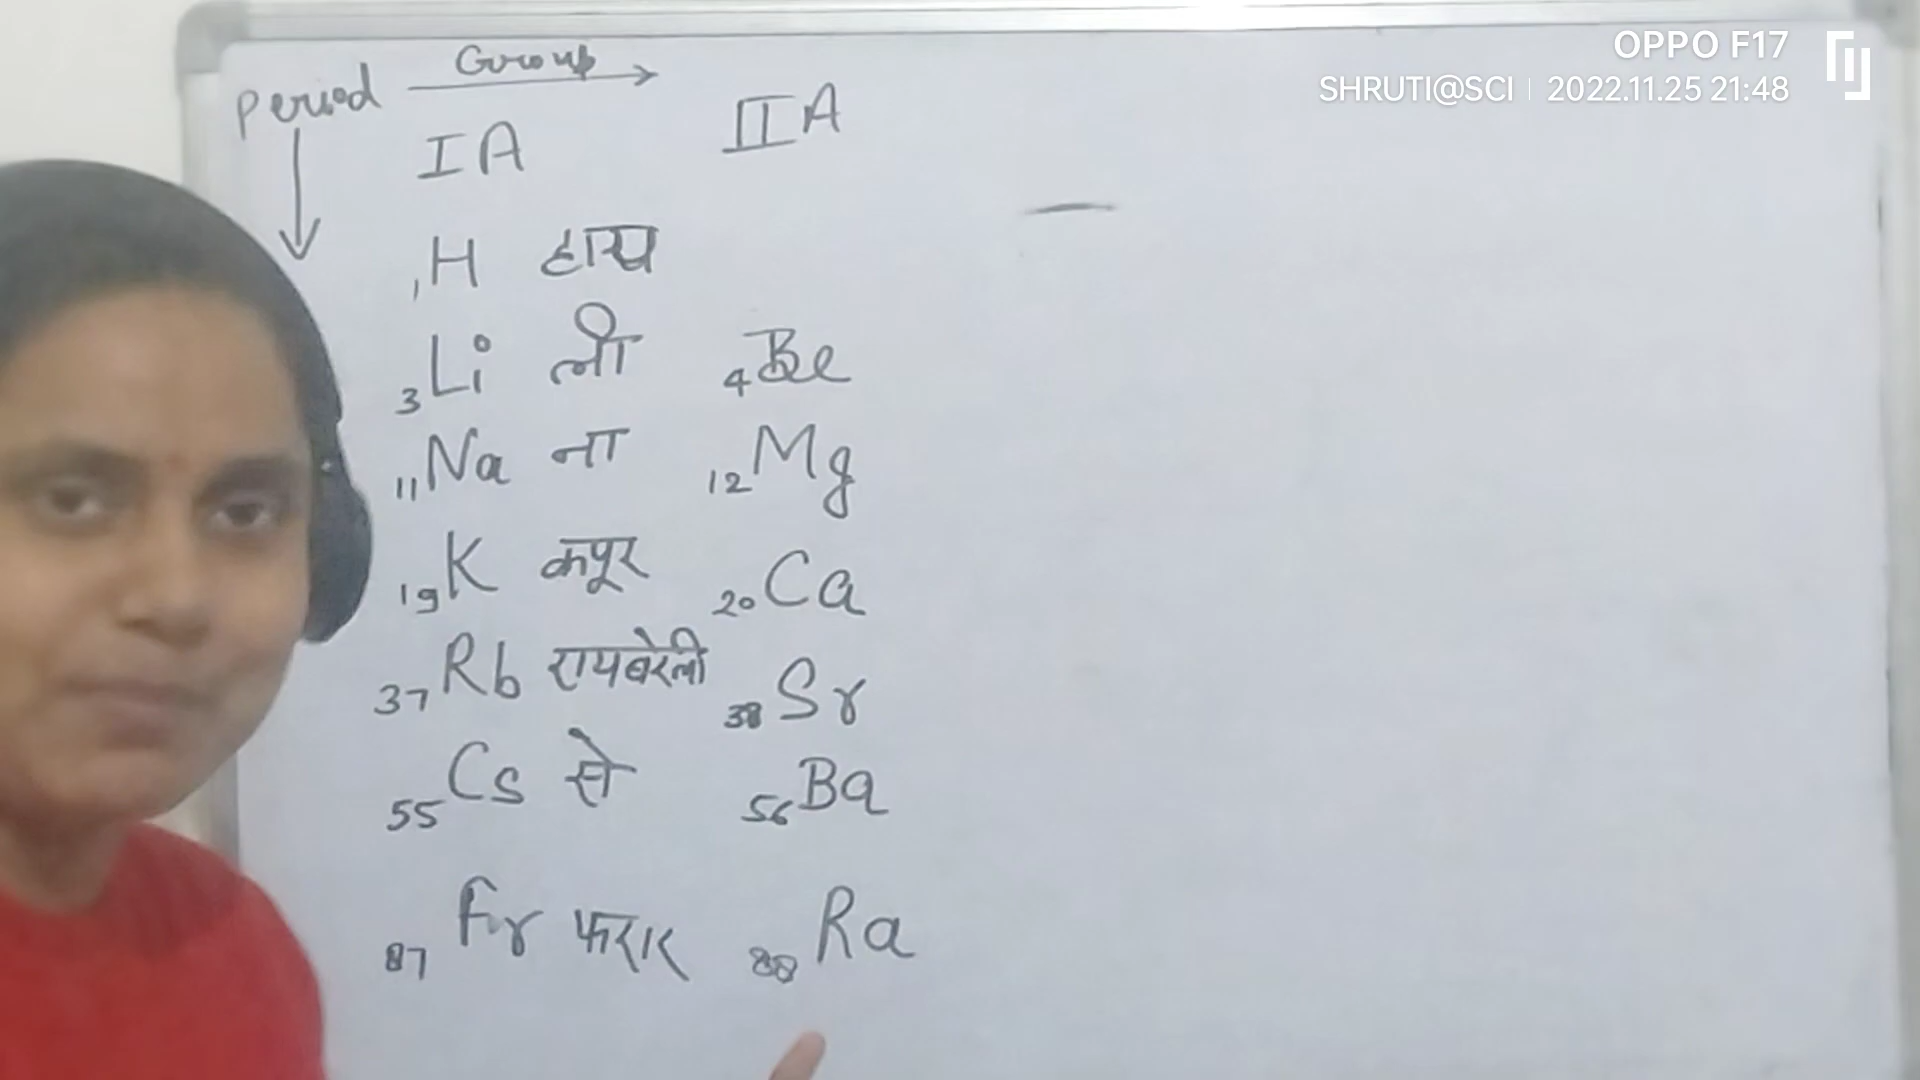 OPPO F17
SHRUTI@SCI | 2022.11.25 21:48
Period Group
IA IIA
1H हाय
3Li ली 4Be
11Na ना 12Mg
19K कपूर 20Ca
37Rb रायबरेली 38Sr
55Cs से 56Ba
87Fr फरार 88Ra